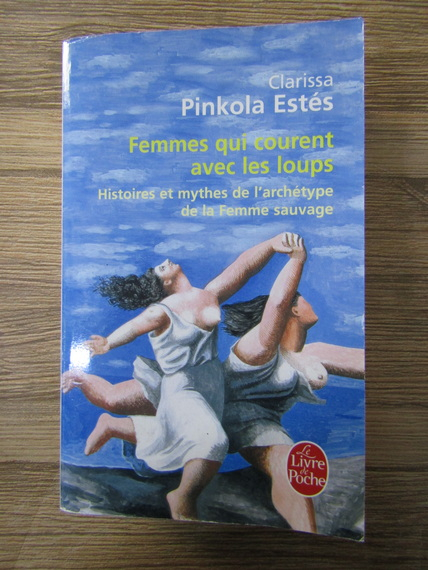 Clarissa
Pinkola Estés
Femmes qui courent
avec les loups
Histoires et mythes de l'archétype
de la Femme sauvage
Le
Livre
de
Poche